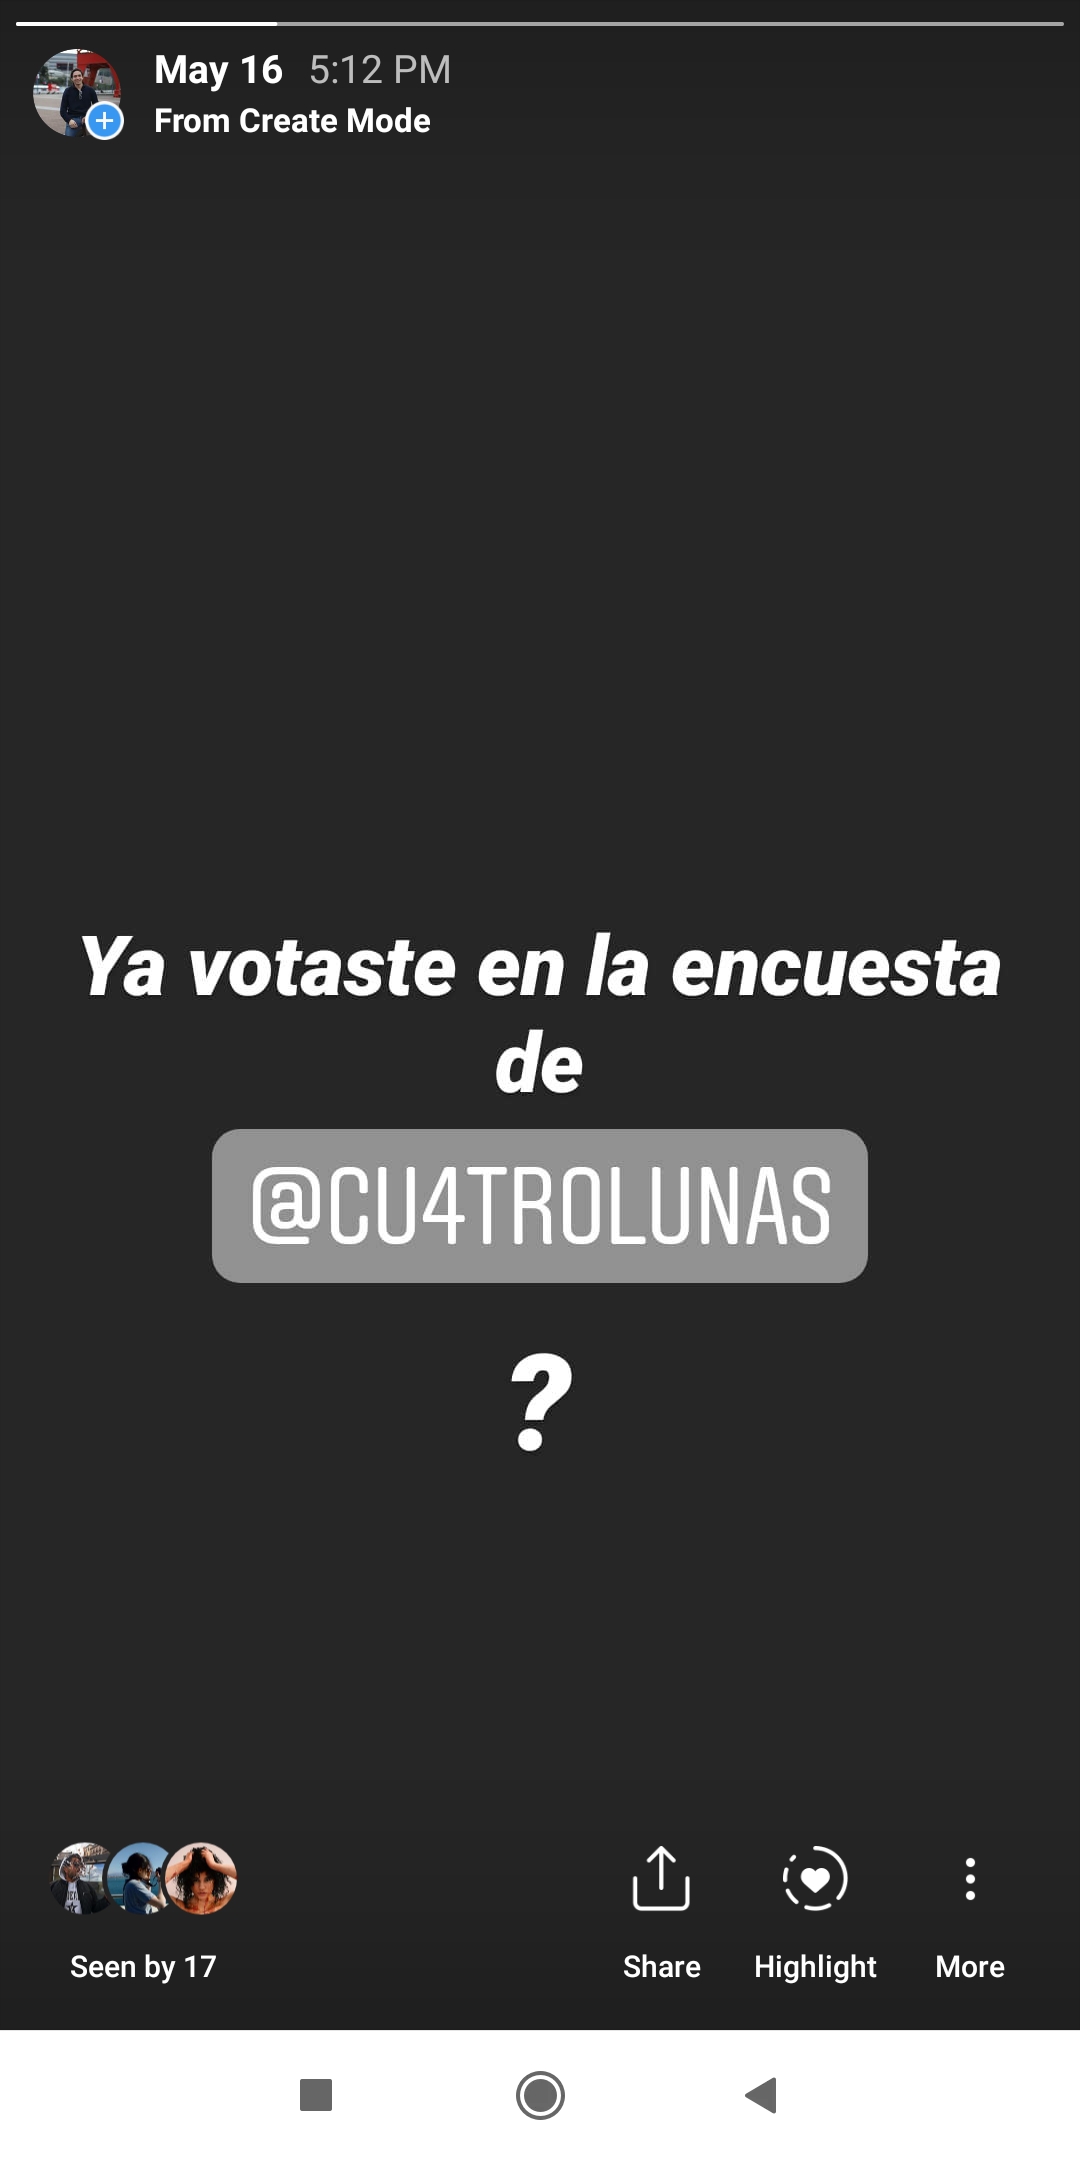 May 16 5:12 PM
From Create Mode
Ya votaste en la encuesta
de
@CU4TROLUNAS
?
Seen by 17
Share Highlight More